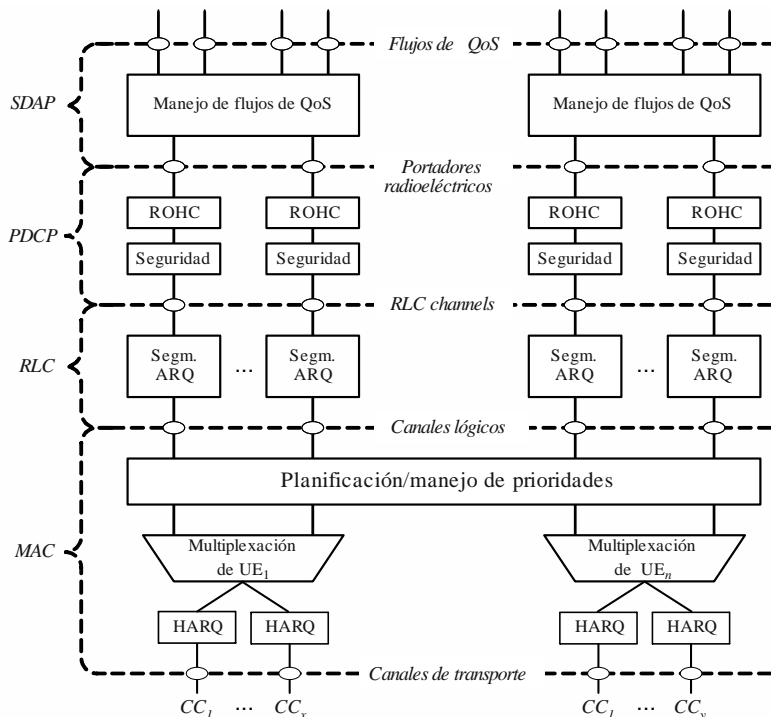 Flujos de QoS
SDAP
Manejo de flujos de QoS
Manejo de flujos de QoS
Portadores
radioeléctricos
PDCP
ROHC
ROHC
ROHC
ROHC
Seguridad
Seguridad
Seguridad
Seguridad
RLC channels
RLC
Segm.
ARQ
...
Segm.
ARQ
Segm.
ARQ
...
Segm.
ARQ
Canales lógicos
MAC
Planificación/manejo de prioridades
Multiplexación
de UE1
Multiplexación
de UEn
HARQ
HARQ
HARQ
HARQ
Canales de transporte
CC1 ... CCx
CC1 ... CCy